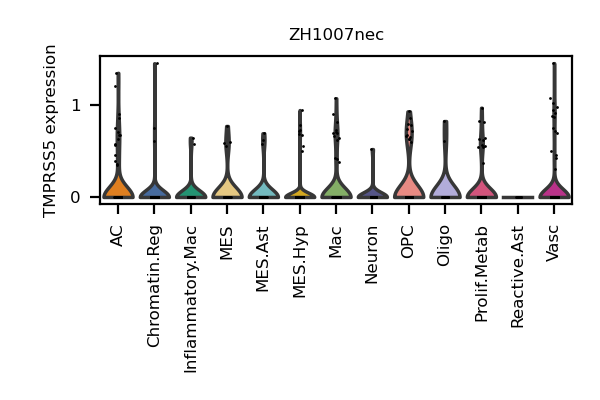 ZH1007nec
TMPRSS5 expression
1
0
AC
Chromatin.Reg
Inflammatory.Mac
MES
MES.Ast
MES.Hyp
Mac
Neuron
OPC
Oligo
Prolif.Metab
Reactive.Ast
Vasc